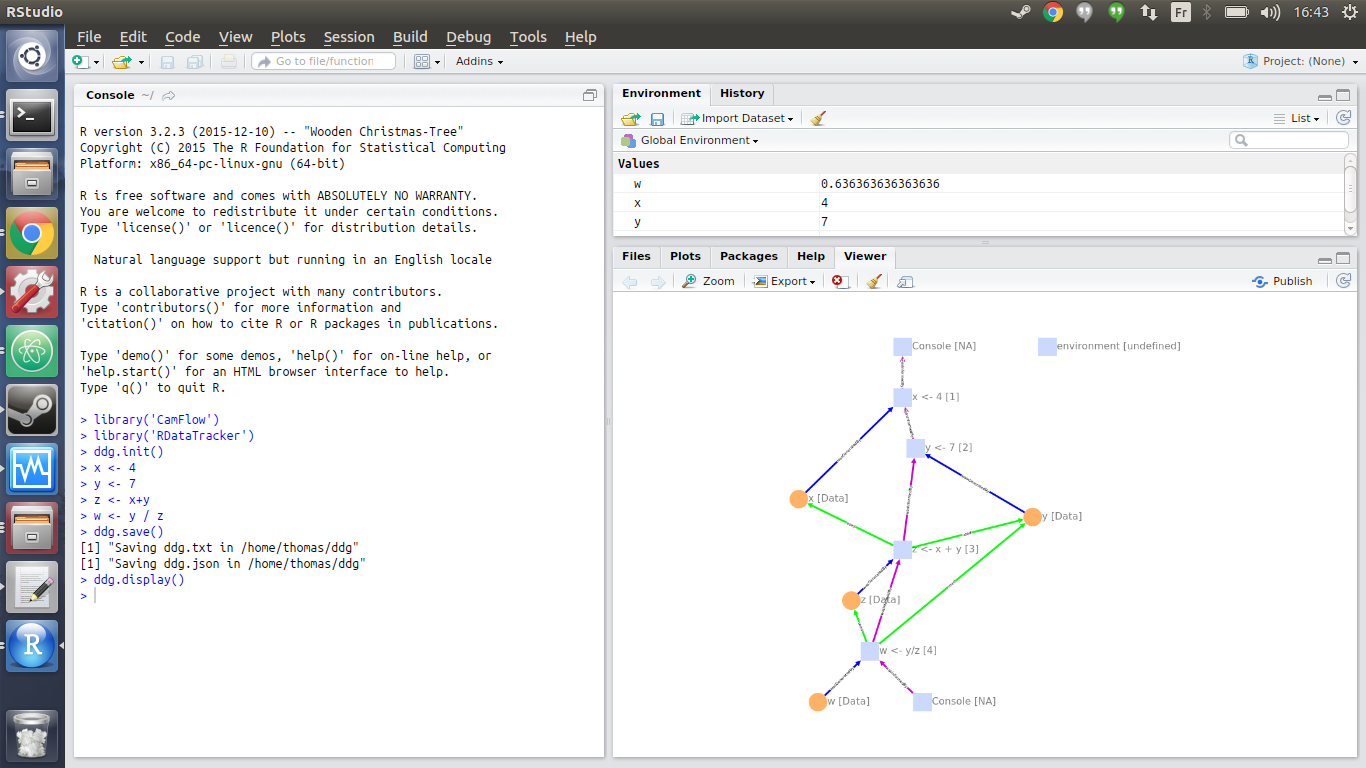 RStudio
Fr
16:43
File Edit Code View Plots Session Build Debug Tools Help
Go to file/function
Addins
Project: (None)
Console ~/
R version 3.2.3 (2015-12-10) -- "Wooden Christmas-Tree"
Copyright (C) 2015 The R Foundation for Statistical Computing
Platform: x86_64-pc-linux-gnu (64-bit)
R is free software and comes with ABSOLUTELY NO WARRANTY.
You are welcome to redistribute it under certain conditions.
Type 'license()' or 'licence()' for distribution details.
Natural language support but running in an English locale
R is a collaborative project with many contributors.
Type 'contributors()' for more information and
'citation()' on how to cite R or R packages in publications.
Type 'demo()' for some demos, 'help()' for on-line help, or
'help.start()' for an HTML browser interface to help.
Type 'q()' to quit R.
> library('CamFlow')
> library('RDataTracker')
> ddg.init()
> x <- 4
> y <- 7
> z <- x+y
> w <- y / z
> ddg.save()
[1] "Saving ddg.txt in /home/thomas/ddg"
[1] "Saving ddg.json in /home/thomas/ddg"
> ddg.display()
>
Environment History
Import Dataset
List
Global Environment
Values
w 0.636363636363636
x 4
y 7
Files Plots Packages Help Viewer
Zoom Export Publish
Console [NA]
environment [undefined]
x <- 4 [1]
y <- 7 [2]
x [Data]
y [Data]
z <- x + y [3]
z [Data]
w <- y/z [4]
w [Data]
Console [NA]
R